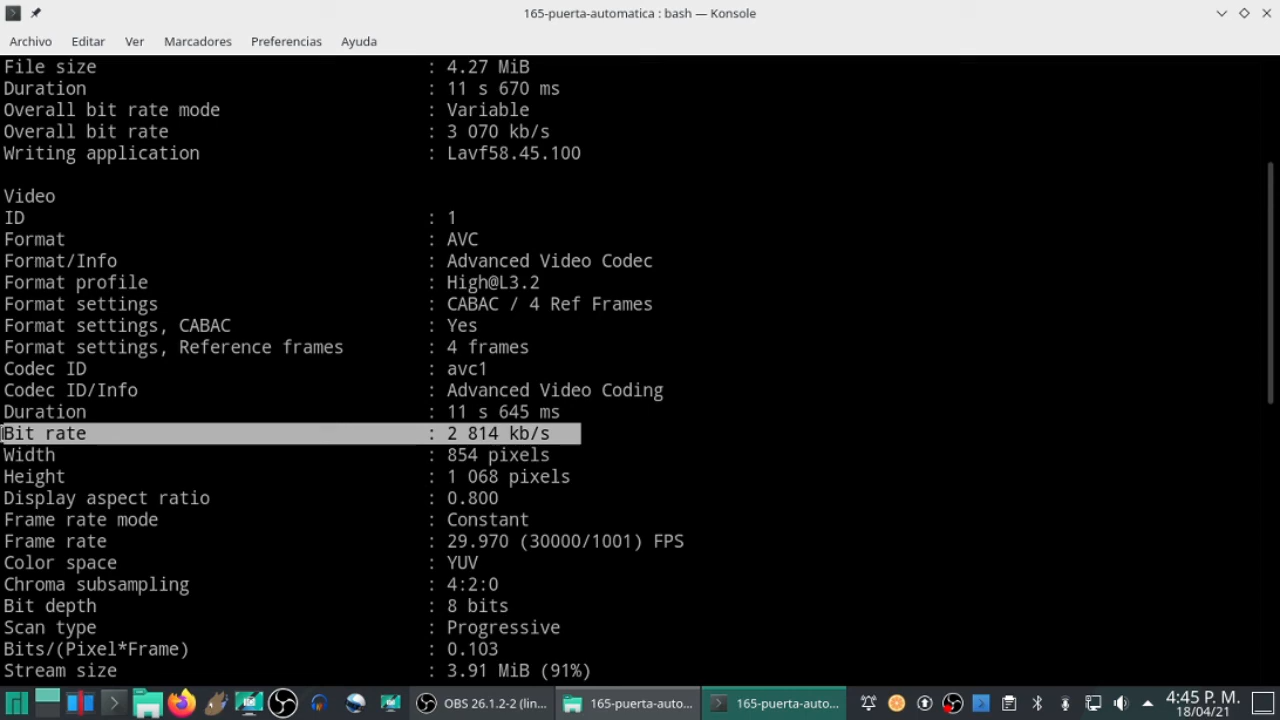 165-puerta-automatica : bash — Konsole
Archivo Editar Ver Marcadores Preferencias Ayuda
File size : 4.27 MiB
Duration : 11 s 670 ms
Overall bit rate mode : Variable
Overall bit rate : 3 070 kb/s
Writing application : Lavf58.45.100
Video
ID : 1
Format : AVC
Format/Info : Advanced Video Codec
Format profile : High@L3.2
Format settings : CABAC / 4 Ref Frames
Format settings, CABAC : Yes
Format settings, Reference frames : 4 frames
Codec ID : avc1
Codec ID/Info : Advanced Video Coding
Duration : 11 s 645 ms
Bit rate : 2 814 kb/s
Width : 854 pixels
Height : 1 068 pixels
Display aspect ratio : 0.800
Frame rate mode : Constant
Frame rate : 29.970 (30000/1001) FPS
Color space : YUV
Chroma subsampling : 4:2:0
Bit depth : 8 bits
Scan type : Progressive
Bits/(Pixel*Frame) : 0.103
Stream size : 3.91 MiB (91%)
OBS 26.1.2-2 (lin... 165-puerta-auto... 165-puerta-auto... 4:45 P. M.
18/04/21